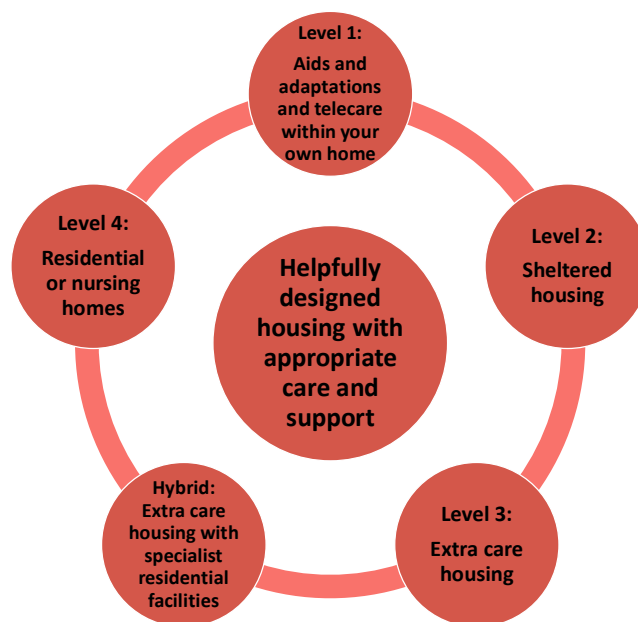 Level 1:
Aids and
adaptations
and telecare
within your
own home
Level 2:
Sheltered
housing
Level 3:
Extra care
housing
Hybrid:
Extra care
housing with
specialist
residential
facilities
Level 4:
Residential
or nursing
homes
Helpfully
designed
housing with
appropriate
care and
support